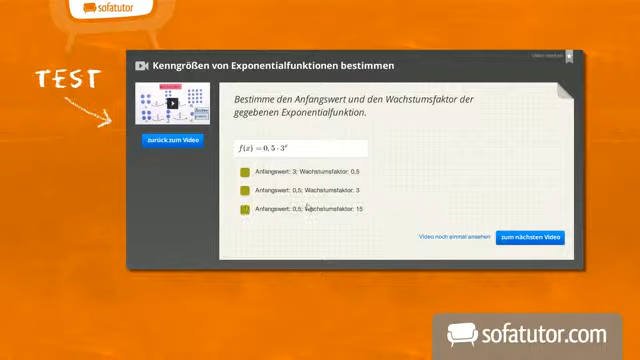 sofatutor
TEST
Kenngrößen von Exponentialfunktionen bestimmen
Bestimme den Anfangswert und den Wachstumsfaktor der
gegebenen Exponentialfunktion.
zurück zum Video
f(x) = 0,5 · 3ˣ
Anfangswert: 3; Wachstumsfaktor: 0,5
Anfangswert: 0,5; Wachstumsfaktor: 3
Anfangswert: 0,5; Wachstumsfaktor: 15
Video noch einmal ansehen
zum nächsten Video
sofatutor.com